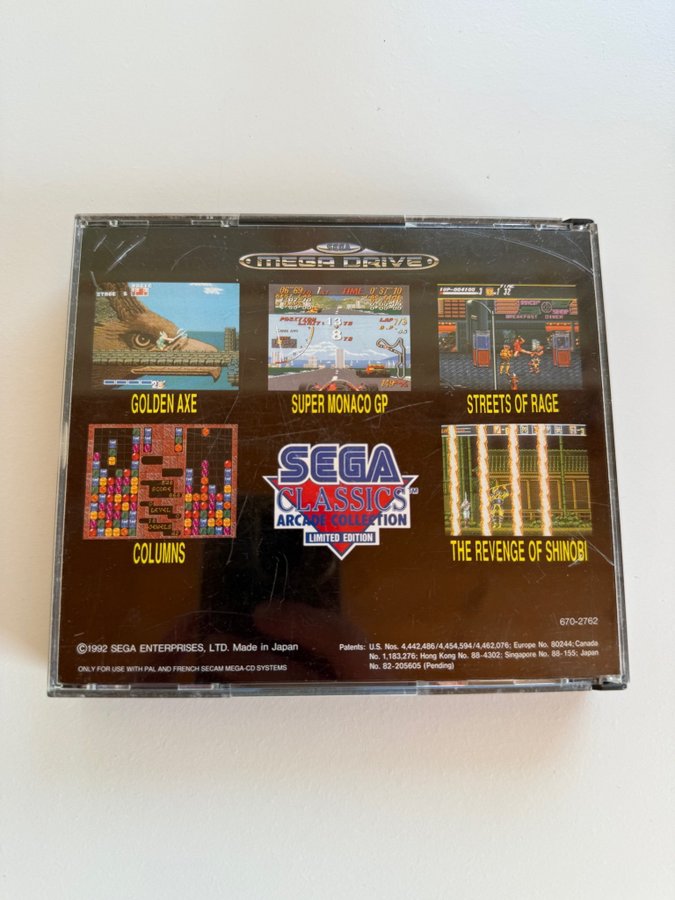 SEGA
MEGA DRIVE
GOLDEN AXE
SUPER MONACO GP
STREETS OF RAGE
SEGA
CLASSICS
ARCADE COLLECTION
LIMITED EDITION
COLUMNS
THE REVENGE OF SHINOBI
670-2762
©1992 SEGA ENTERPRISES, LTD. Made in Japan
ONLY FOR USE WITH PAL AND FRENCH SECAM MEGA-CD SYSTEMS
Patents: U.S. Nos. 4,442,486/4,454,594/4,462,076; Europe No. 80244; Canada
No. 1,183,276; Hong Kong No. 88-4302; Singapore No. 88-155; Japan
No. 82-205605 (Pending)